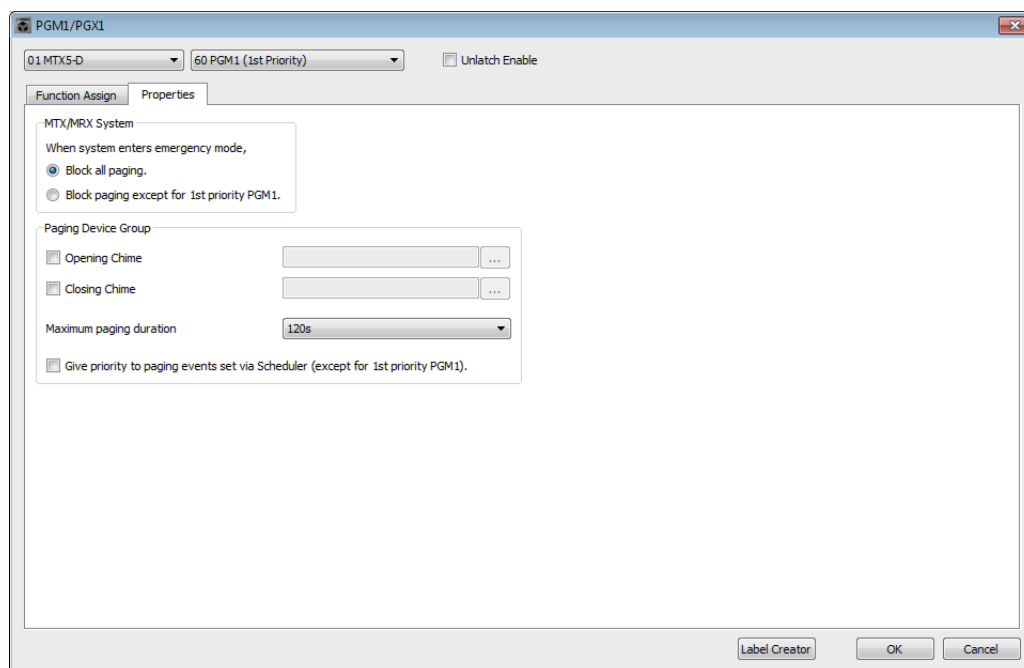 PGM1/PGX1
01 MTX5-D 60 PGM1 (1st Priority) Unlatch Enable
Function Assign Properties
MTX/MRX System
When system enters emergency mode,
Block all paging.
Block paging except for 1st priority PGM1.
Paging Device Group
Opening Chime ...
Closing Chime ...
Maximum paging duration 120s
Give priority to paging events set via Scheduler (except for 1st priority PGM1).
Label Creator OK Cancel